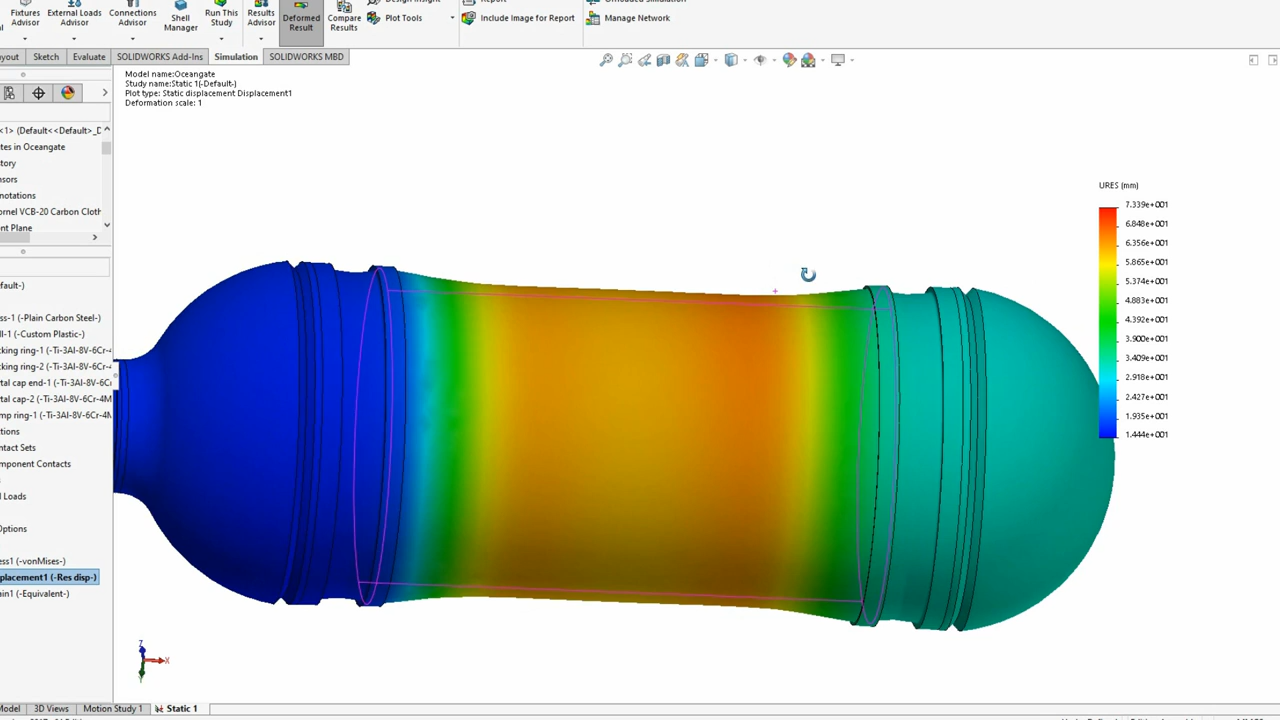 Fixtures Advisor
External Loads Advisor
Connections Advisor
Shell Manager
Run This Study
Results Advisor
Deformed Result
Compare Results
Plot Tools
Include Image for Report
Manage Network
Sketch
Evaluate
SOLIDWORKS Add-Ins
Simulation
SOLIDWORKS MBD
Model name:Oceangate
Study name:Static 1(-Default-)
Plot type: Static displacement Displacement1
Deformation scale: 1
<1> (Default<<Default>_D
tes in Oceangate
tory
sors
notations
ornel VCB-20 Carbon Cloth
nt Plane
efault-)
ss-1 (-Plain Carbon Steel-)
ll-1 (-Custom Plastic-)
cking ring-1 (-Ti-3Al-8V-6Cr-4
cking ring-2 (-Ti-3Al-8V-6Cr-4
tal cap end-1 (-Ti-3Al-8V-6Cr
tal cap-2 (-Ti-3Al-8V-6Cr-4M
mp ring-1 (-Ti-3Al-8V-6Cr-4M
ctions
ntact Sets
omponent Contacts
s
l Loads
Options
ess1 (-vonMises-)
placement1 (-Res disp-)
ain1 (-Equivalent-)
URES (mm)
7.339e+001
6.848e+001
6.356e+001
5.865e+001
5.374e+001
4.883e+001
4.392e+001
3.900e+001
3.409e+001
2.918e+001
2.427e+001
1.935e+001
1.444e+001
Z
X
Y
Model
3D Views
Motion Study 1
Static 1